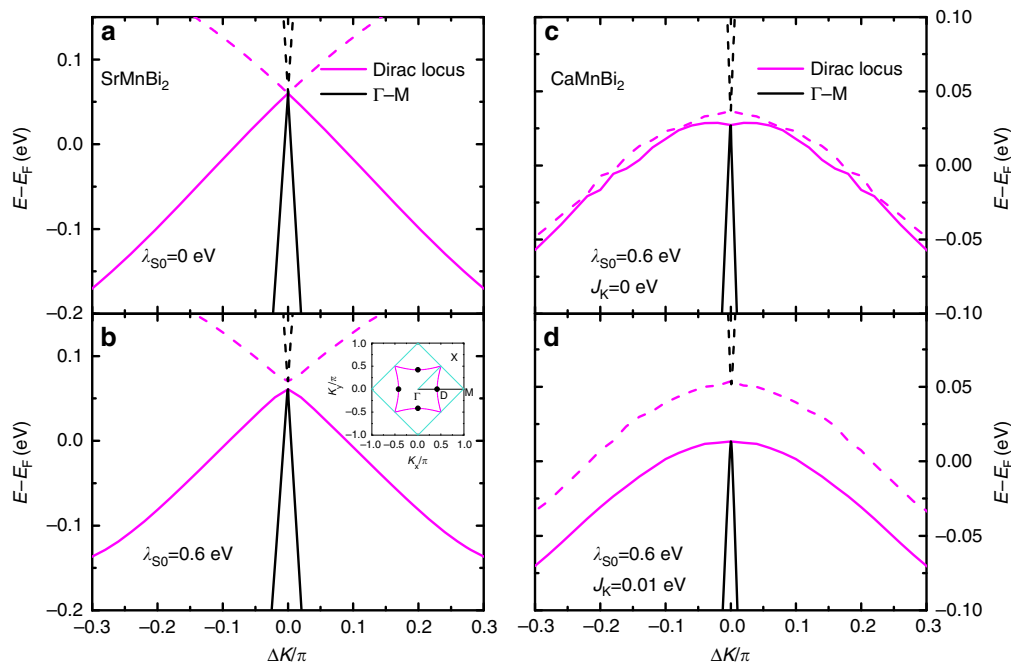 a
SrMnBi₂
Dirac locus
Γ–M
λS0=0 eV
E–EF (eV)
0.1
0.0
–0.1
–0.2
b
λS0=0.6 eV
E–EF (eV)
0.1
0.0
–0.1
–0.2
–0.3 –0.2 –0.1 0.0 0.1 0.2 0.3
ΔK/π
1.0
0.5
0.0
–0.5
–1.0
Ky/π
X
Γ D M
–1.0 –0.5 0.0 0.5 1.0
Kx/π
c
CaMnBi₂
Dirac locus
Γ–M
λS0=0.6 eV
JK=0 eV
0.10
0.05
0.00
–0.05
–0.10
E–EF (eV)
d
λS0=0.6 eV
JK=0.01 eV
0.05
0.00
–0.05
–0.10
E–EF (eV)
–0.3 –0.2 –0.1 0.0 0.1 0.2 0.3
ΔK/π